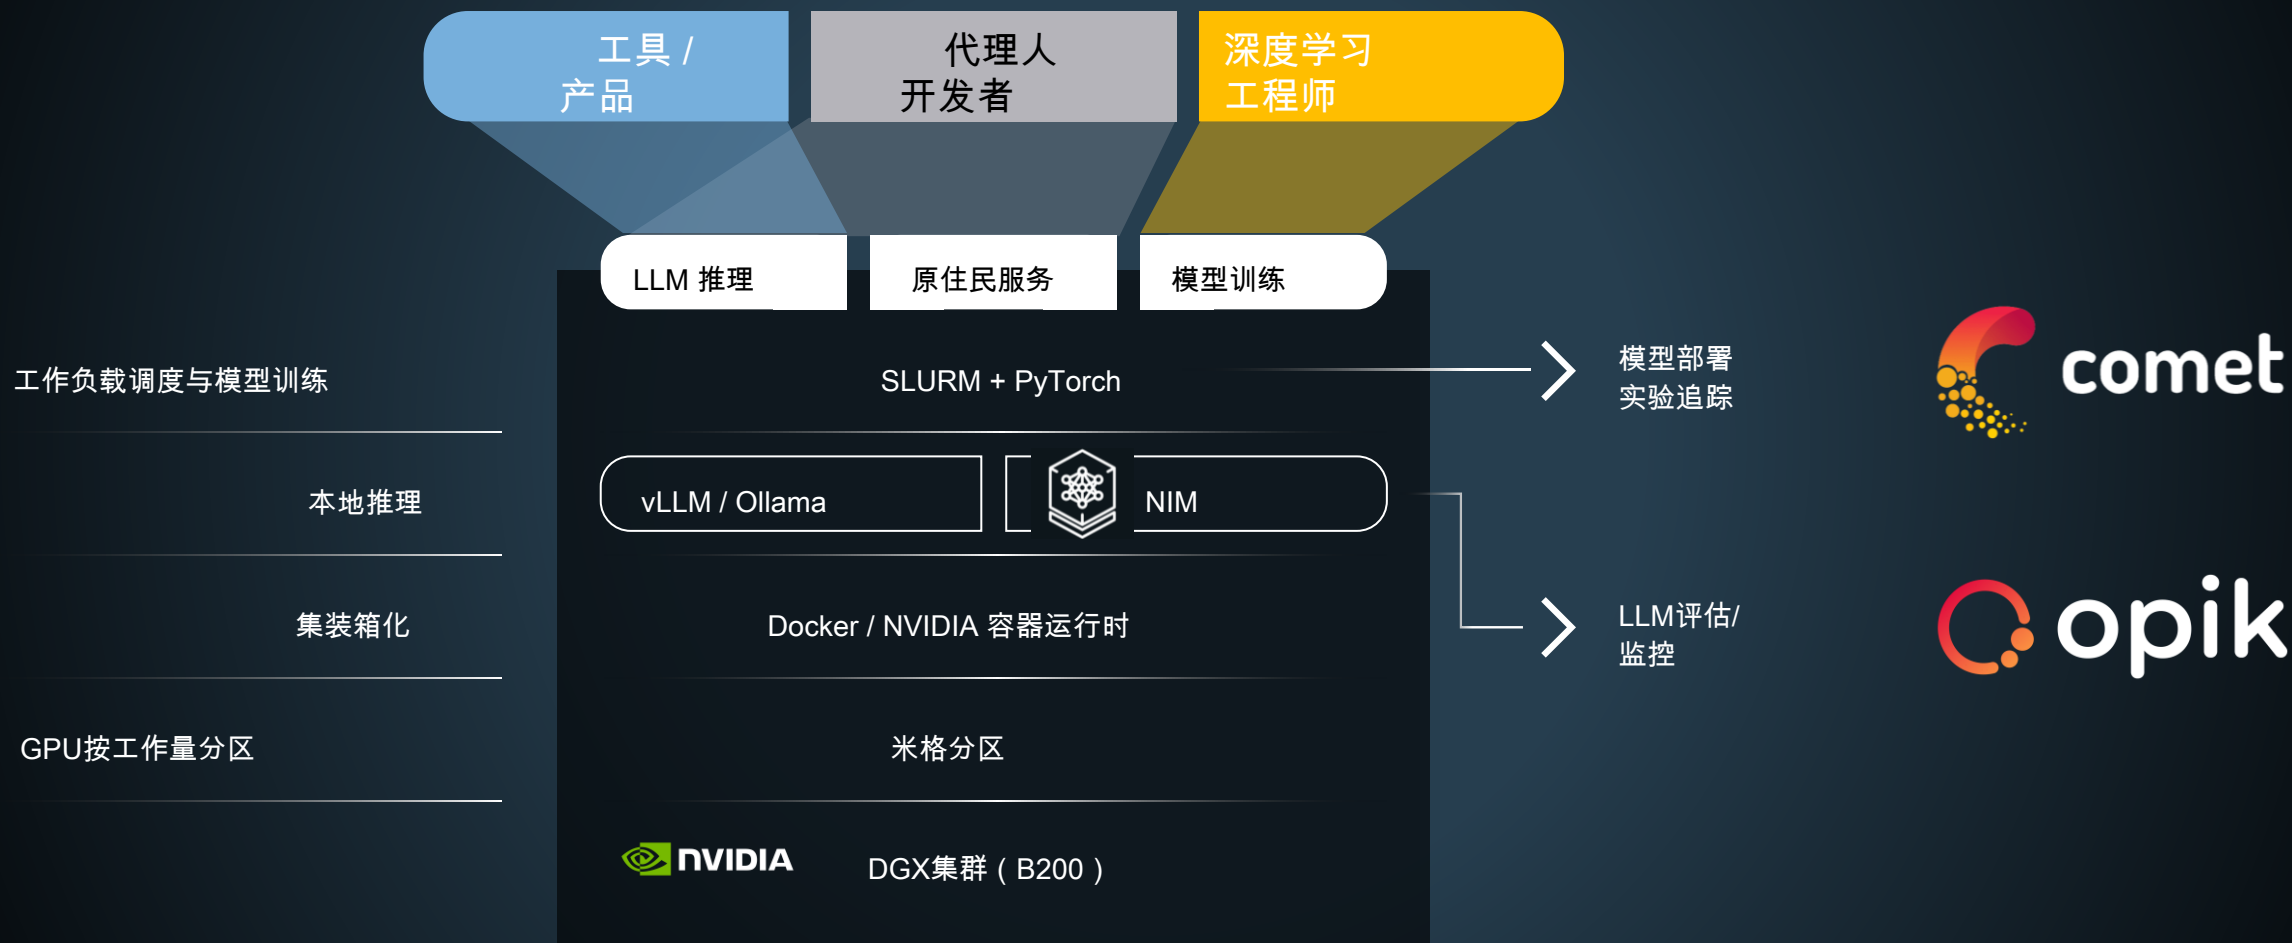 工具 /
产品
代理人
开发者
深度学习
工程师
LLM 推理
原住民服务
模型训练
工作负载调度与模型训练
SLURM + PyTorch
模型部署
实验追踪
comet
本地推理
vLLM / Ollama
NIM
集装箱化
Docker / NVIDIA 容器运行时
LLM评估/
监控
opik
GPU按工作量分区
米格分区
NVIDIA
DGX集群（B200）